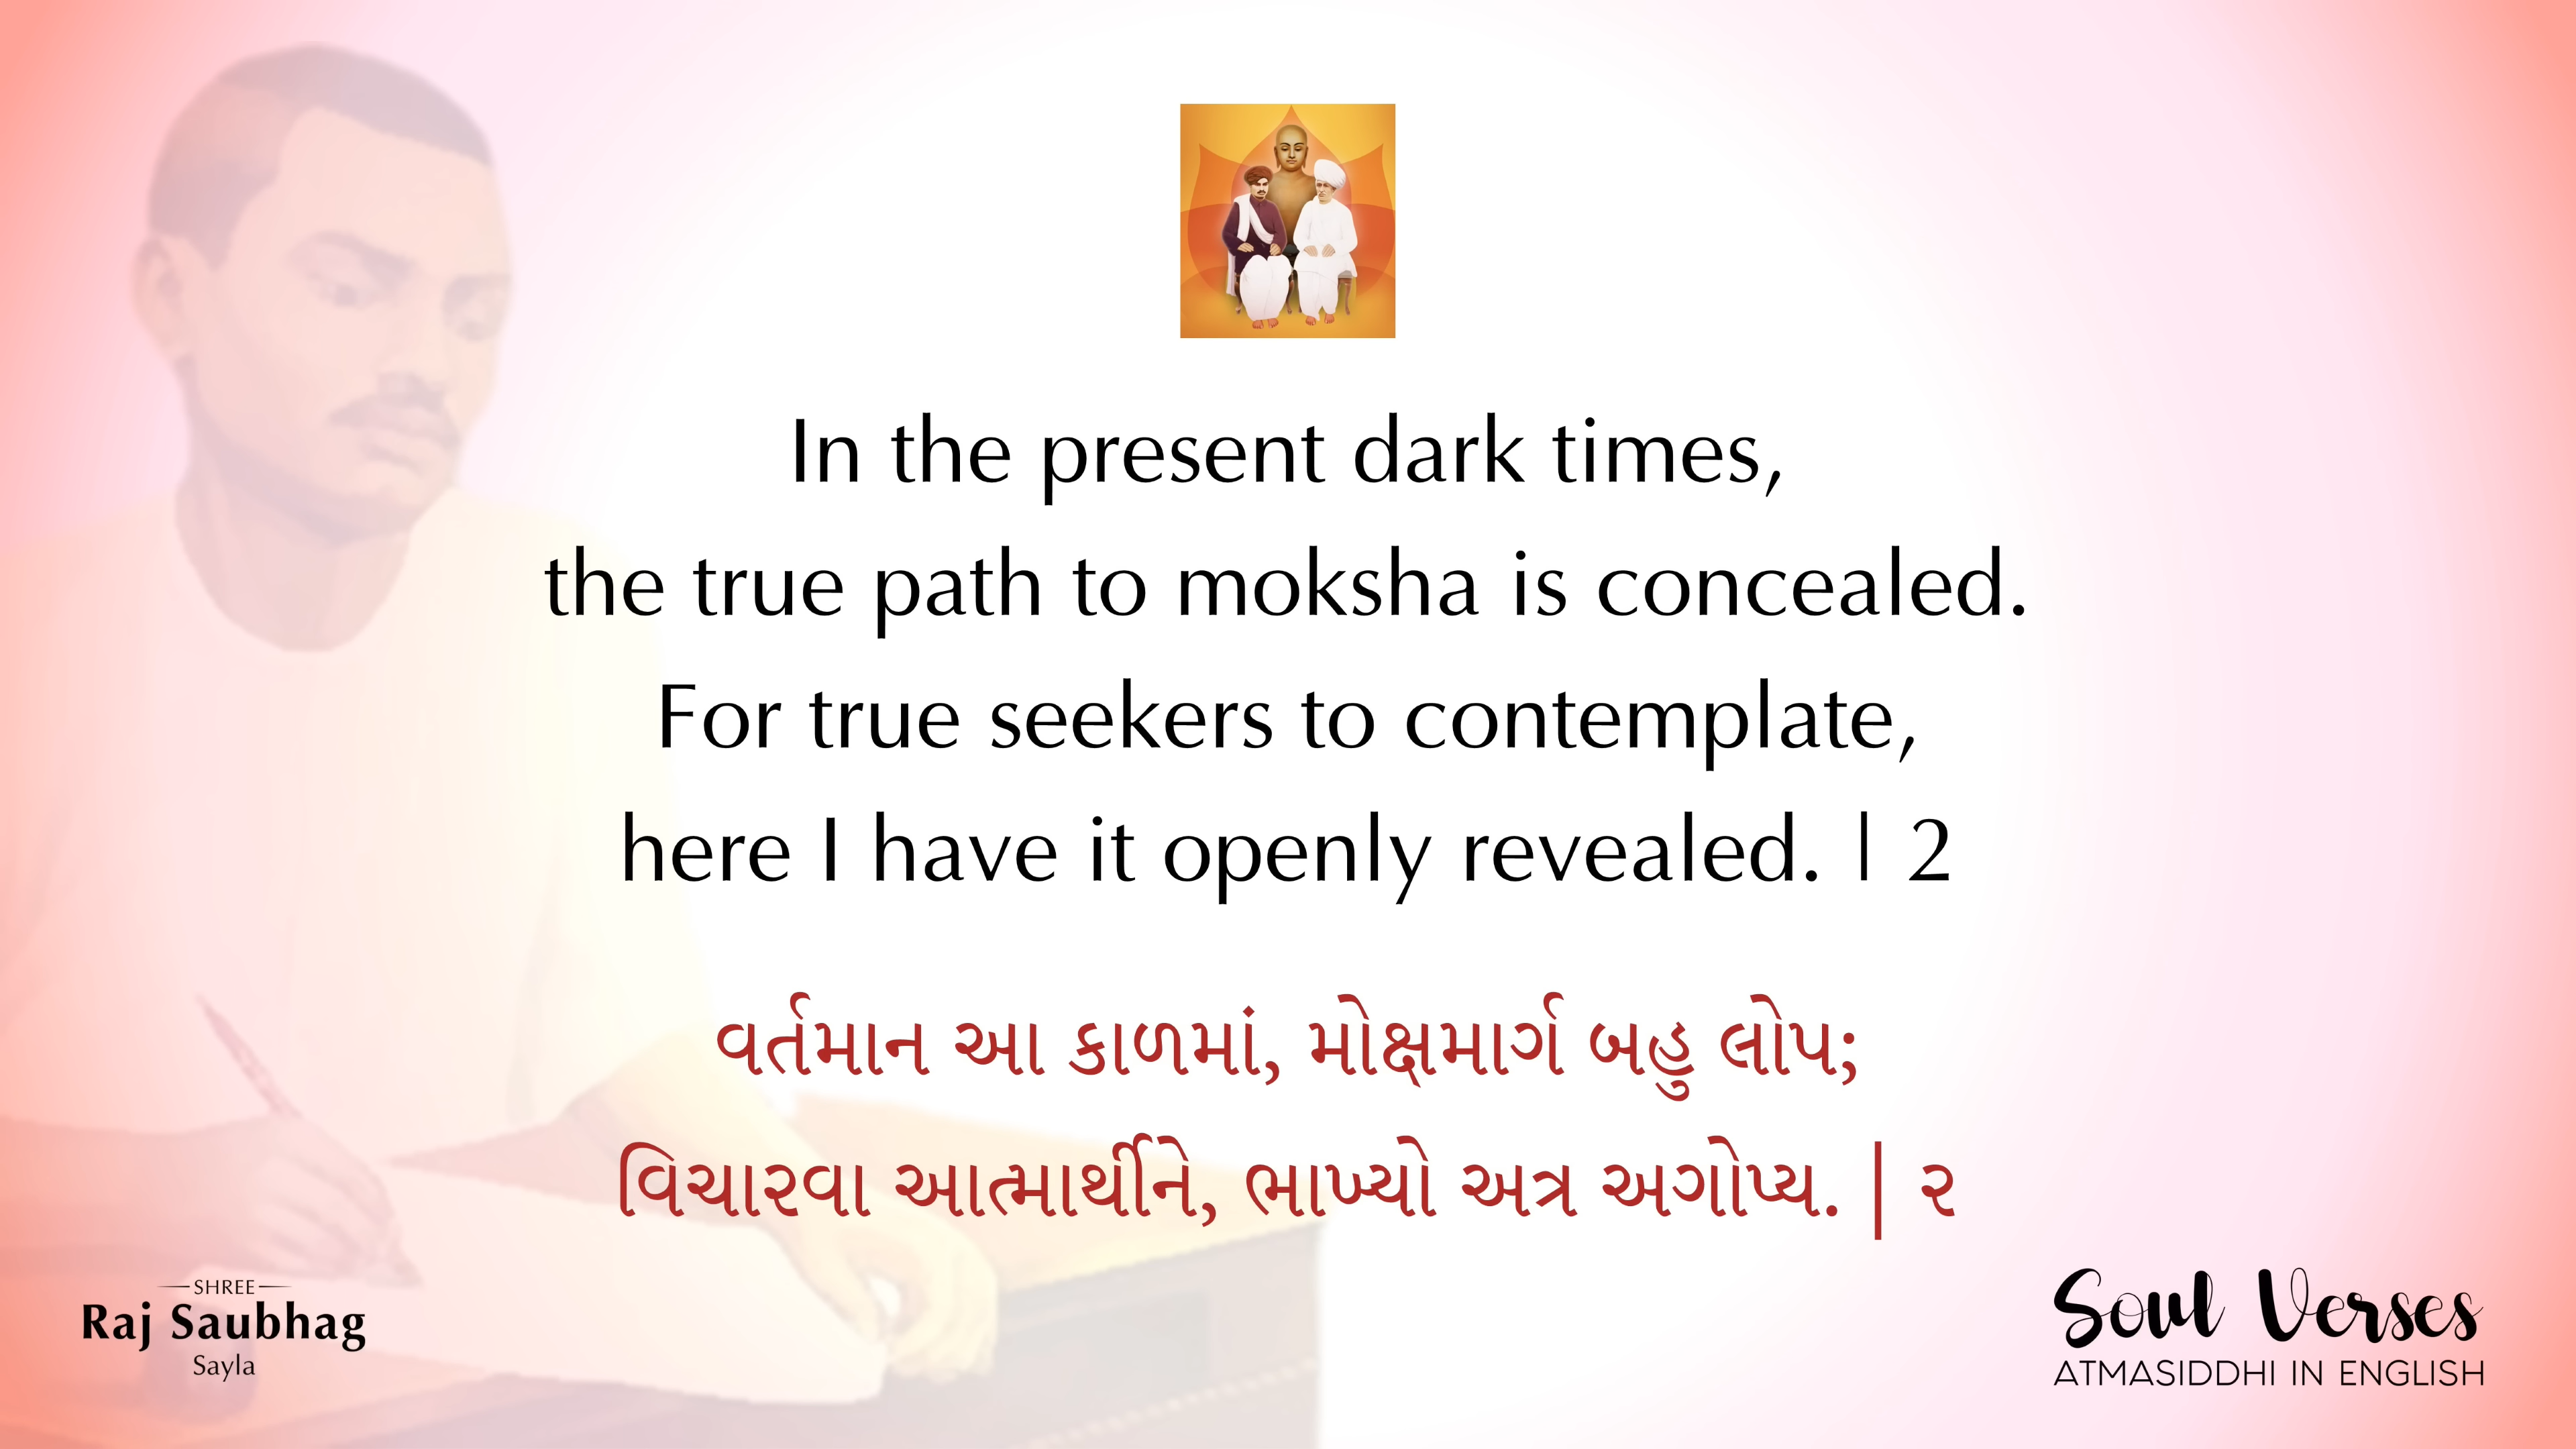 In the present dark times,
the true path to moksha is concealed.
For true seekers to contemplate,
here I have it openly revealed. | 2
વર્તમાન આ કાળમાં, મોક્ષમાર્ગ બહુ લોપ;
વિચારવા આત્માર્થીને, ભાખ્યો અત્ર અગોપ્ય. | ૨
SHREE
Raj Saubhag
Sayla
Soul Verses
ATMASIDDHI IN ENGLISH